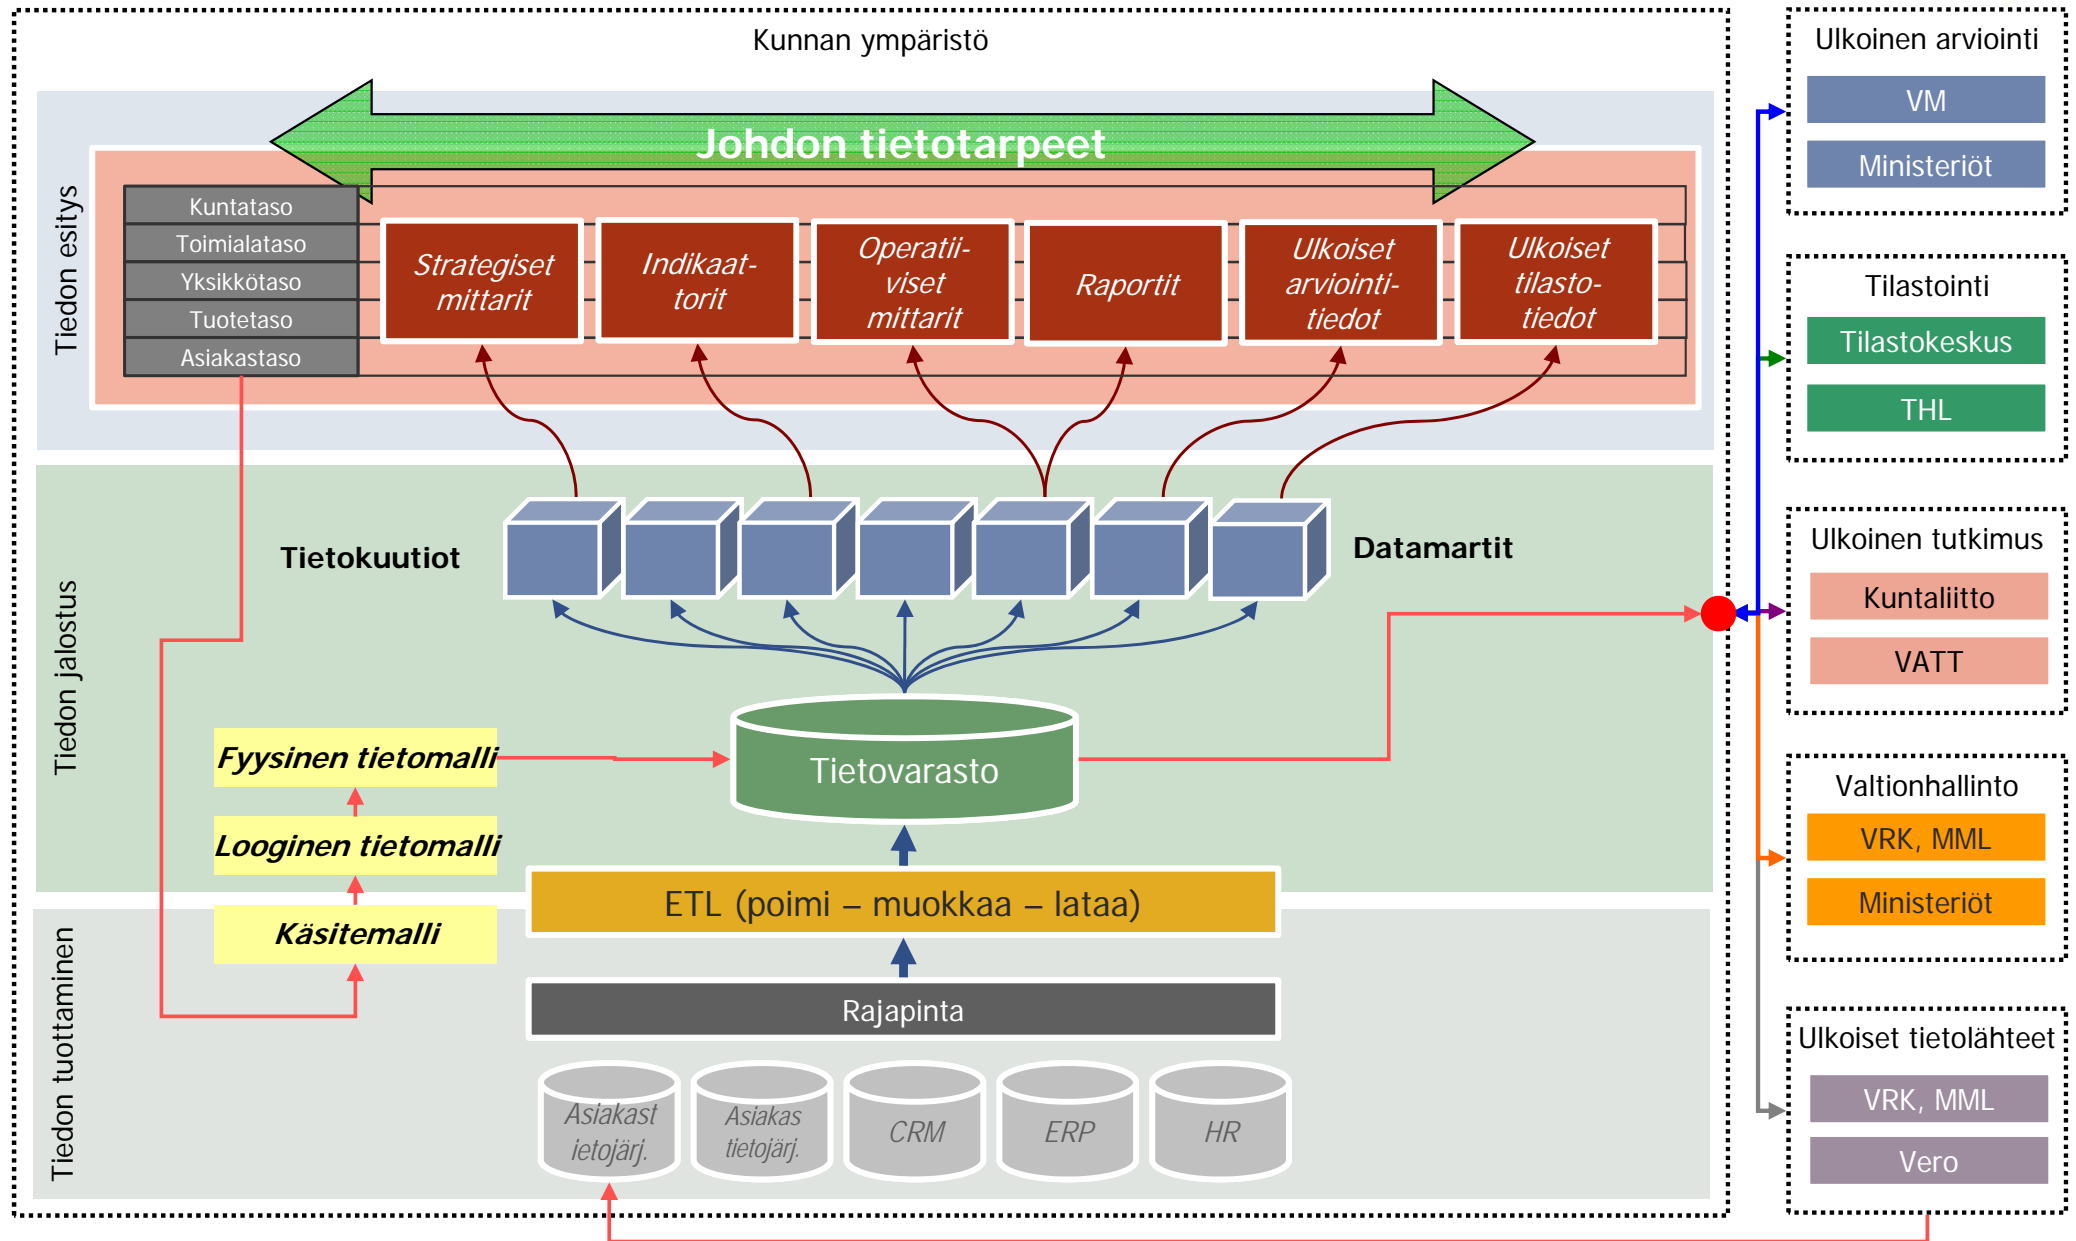 Kunnan ympäristö
Johdon tietotarpeet
Tiedon esitys
Kuntataso
Toimialataso
Yksikkötaso
Tuotetaso
Asiakastaso
Strategiset
mittarit
Indikaat-
torit
Operatii-
viset
mittarit
Raportit
Ulkoiset
arviointi-
tiedot
Ulkoiset
tilasto-
tiedot
Tiedon jalostus
Tietokuutiot
Datamartit
Fyysinen tietomalli
Looginen tietomalli
Käsitemalli
Tietovarasto
ETL (poimi – muokkaa – lataa)
Tiedon tuottaminen
Rajapinta
Asiakast
ietojärj.
Asiakas
tietojärj.
CRM
ERP
HR
Ulkoinen arviointi
VM
Ministeriöt
Tilastointi
Tilastokeskus
THL
Ulkoinen tutkimus
Kuntaliitto
VATT
Valtionhallinto
VRK, MML
Ministeriöt
Ulkoiset tietolähteet
VRK, MML
Vero